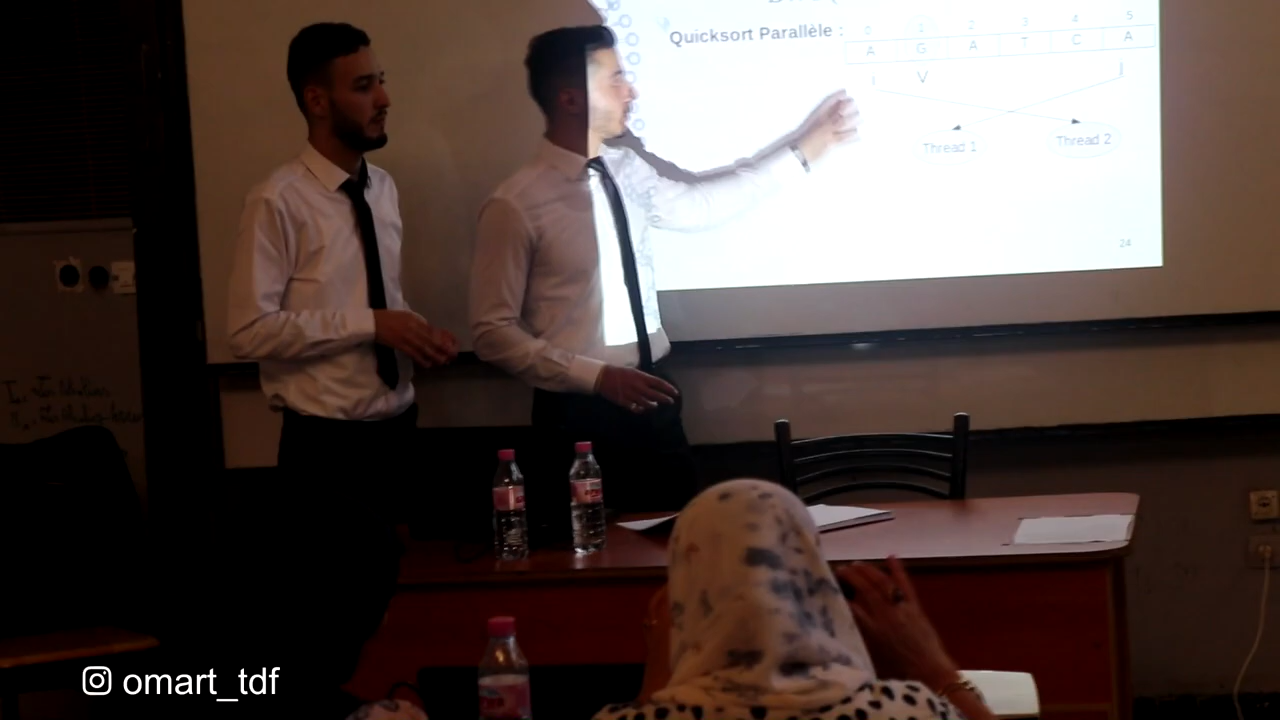 Quicksort Parallèle :
0 1 2 3 4 5
A G A T C A
i V j
Thread 1 Thread 2
24
omart_tdf